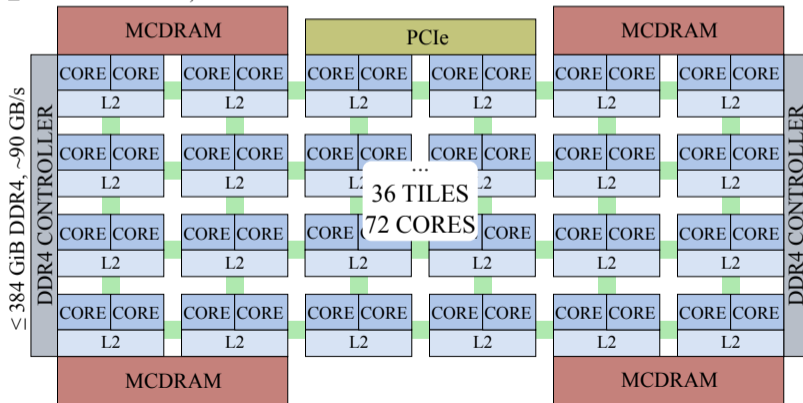 MCDRAM
PCIe
MCDRAM
≤ 384 GiB DDR4, ~90 GB/s
DDR4 CONTROLLER
CORE CORE CORE CORE CORE CORE CORE CORE CORE CORE CORE CORE
L2 L2 L2 L2 L2 L2
CORE CORE CORE CORE CORE CORE CORE CORE CORE CORE CORE CORE
L2 L2 L2 L2 L2 L2
...
36 TILES
72 CORES
CORE CORE CORE CORE CORE CORE CORE CORE CORE CORE
L2 L2 L2 L2 L2 L2
CORE CORE CORE CORE CORE CORE CORE CORE CORE CORE CORE CORE
L2 L2 L2 L2 L2 L2
DDR4 CONTROLLER
MCDRAM
MCDRAM